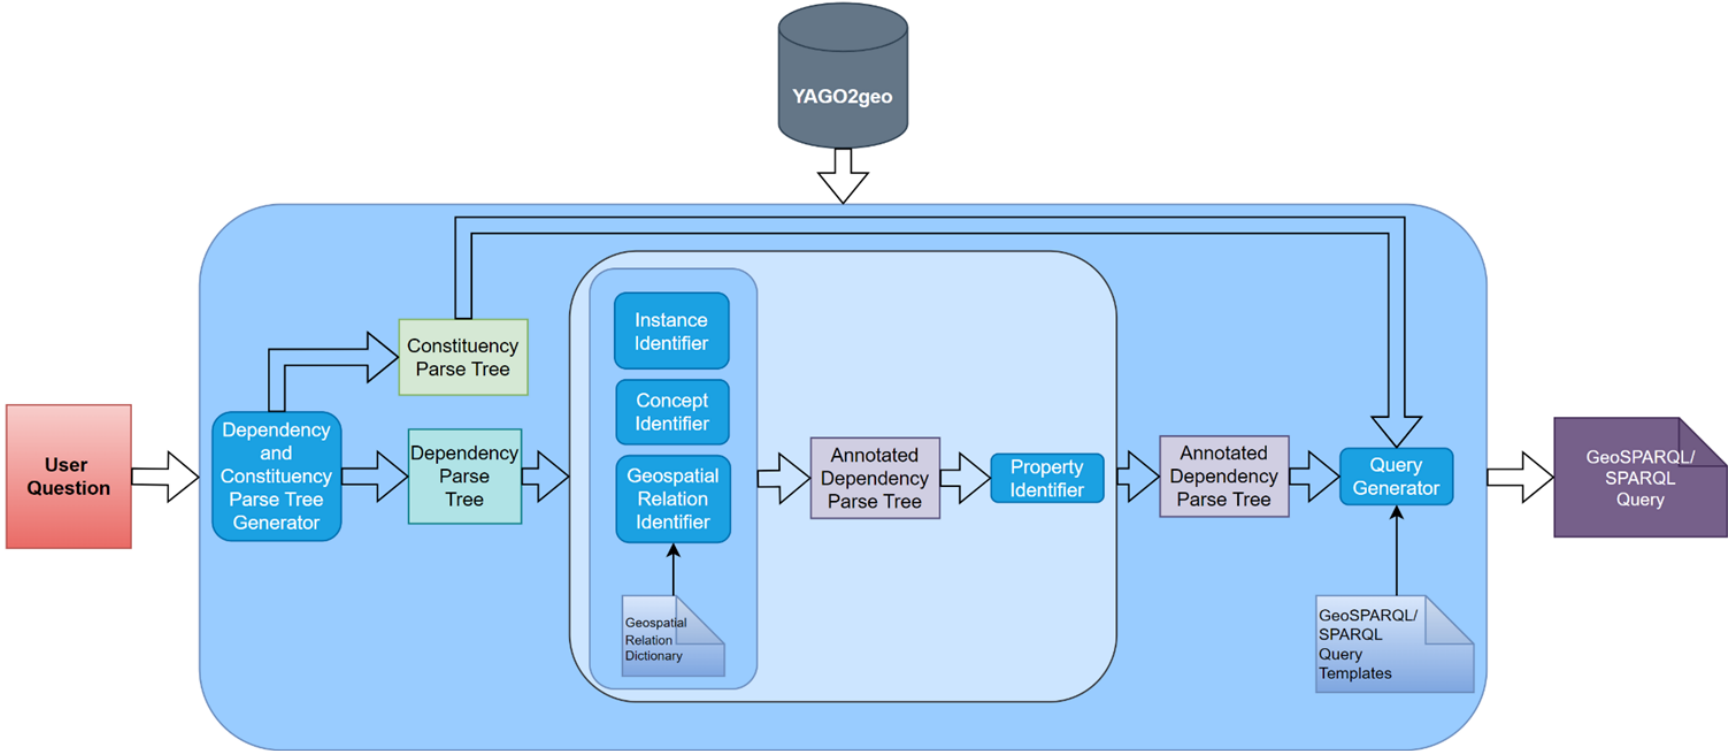 YAGO2geo
User
Question
Dependency
and
Constituency
Parse Tree
Generator
Constituency
Parse Tree
Dependency
Parse
Tree
Instance
Identifier
Concept
Identifier
Geospatial
Relation
Identifier
Geospatial
Relation
Dictionary
Annotated
Dependency
Parse Tree
Property
Identifier
Annotated
Dependency
Parse Tree
Query
Generator
GeoSPARQL/
SPARQL
Query
Templates
GeoSPARQL/
SPARQL
Query